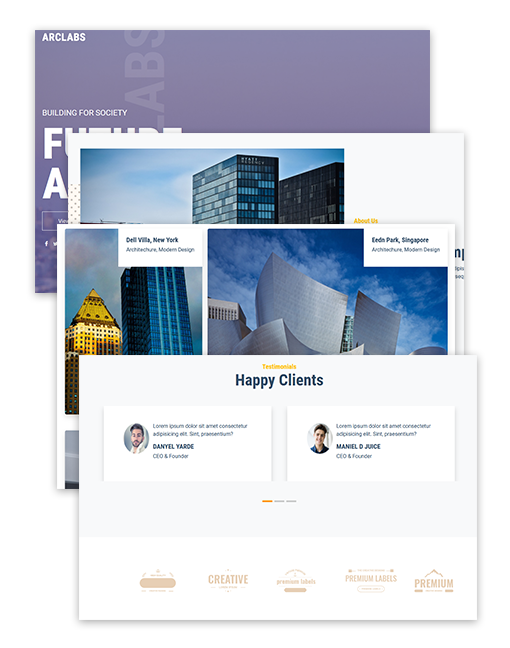 ARCLABS
LABS
BUILDING FOR SOCIETY
About Us
Dell Villa, New York
Architechure, Modern Design
Eedn Park, Singapore
Architechure, Modern Design
Testimonials
Happy Clients
Lorem ipsum dolor sit amet consectetur
adipisicing elit. Sint, praesentium?
DANYEL YARDE
CEO & Founder
Lorem ipsum dolor sit amet consectetur
adipisicing elit. Sint, praesentium?
MANIEL D JUICE
CEO & Founder
CREATIVE
premium labels
PREMIUM LABELS
PREMIUM